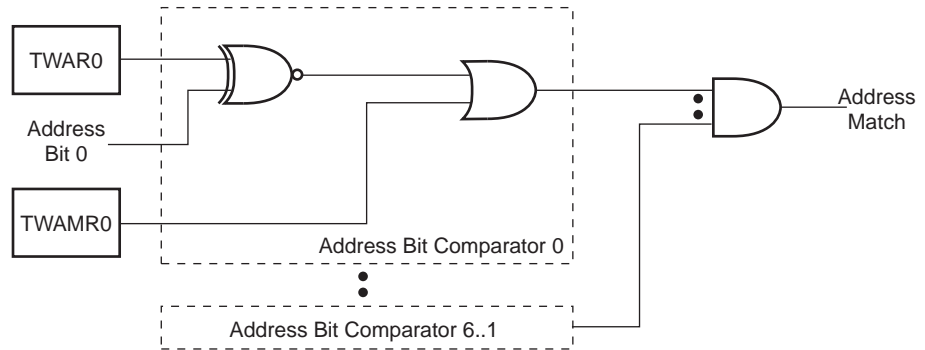 TWAR0
Address
Bit 0
TWAMR0
Address Bit Comparator 0
Address Bit Comparator 6..1
Address
Match